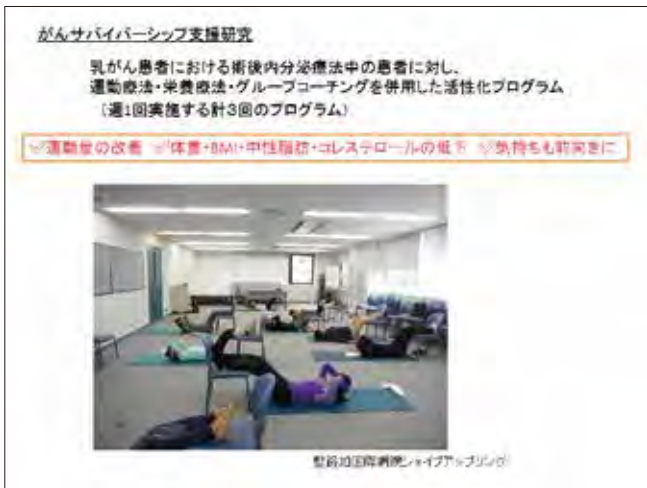 がんサバイバーシップ支援研究
乳がん患者における術後内分泌療法中の患者に対し、
運動療法・栄養療法・グループコーチングを併用した活性化プログラム
(週1回実施する計3回のプログラム)
✓運動量の改善 ✓体重・BMI・中性脂肪・コレステロールの低下 ✓気持ちも前向きに
聖路加国際病院シェイプアップリング